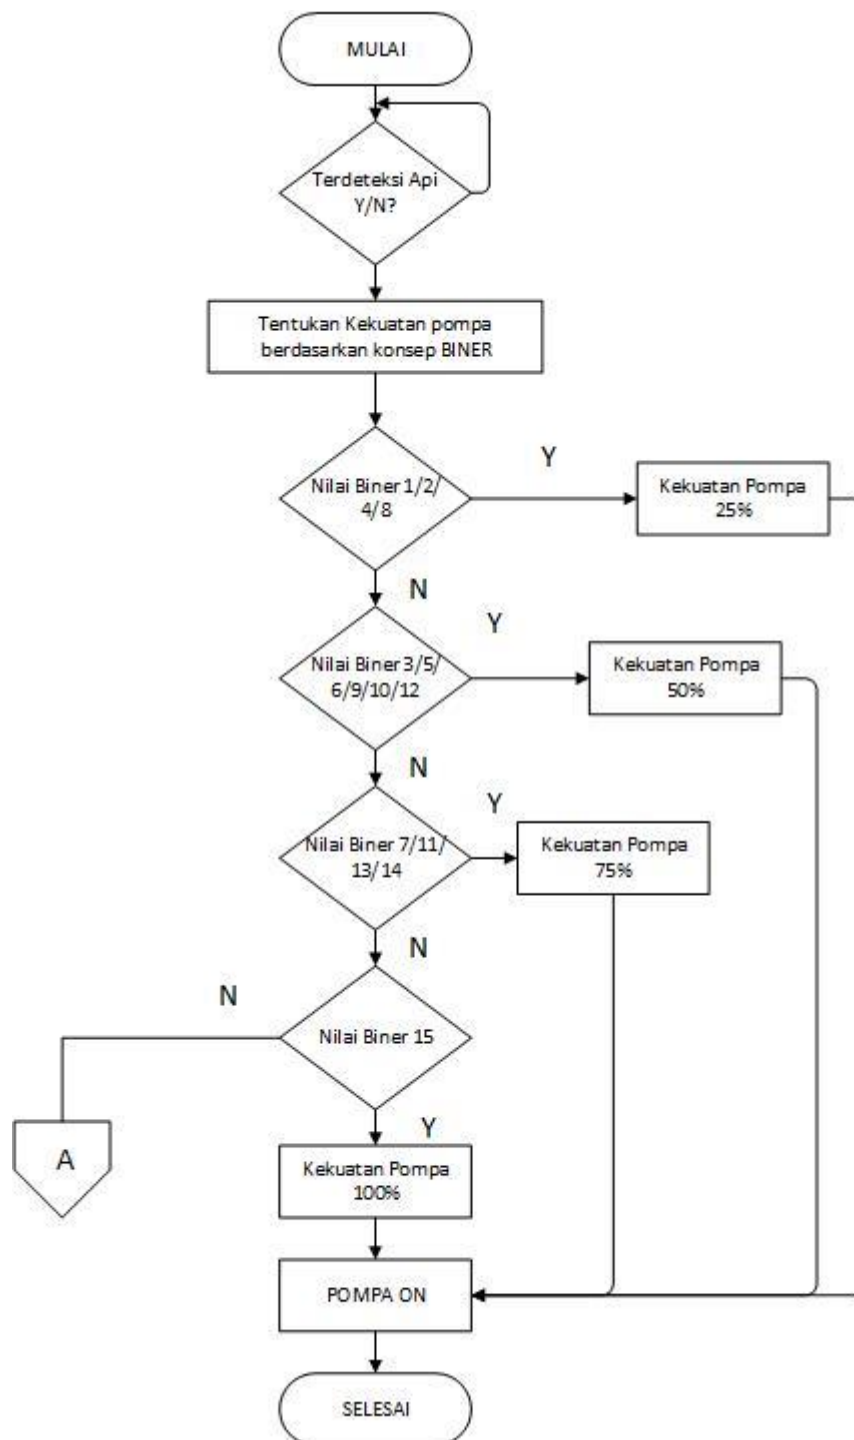 MULAI
Terdeteksi Api
Y/N?
Tentukan Kekuatan pompa
berdasarkan konsep BINER
Nilai Biner 1/2/
4/8
Y
Kekuatan Pompa
25%
N
Nilai Biner 3/5/
6/9/10/12
Y
Kekuatan Pompa
50%
N
Nilai Biner 7/11/
13/14
Y
Kekuatan Pompa
75%
N
Nilai Biner 15
N
A
Y
Kekuatan Pompa
100%
POMPA ON
SELESAI